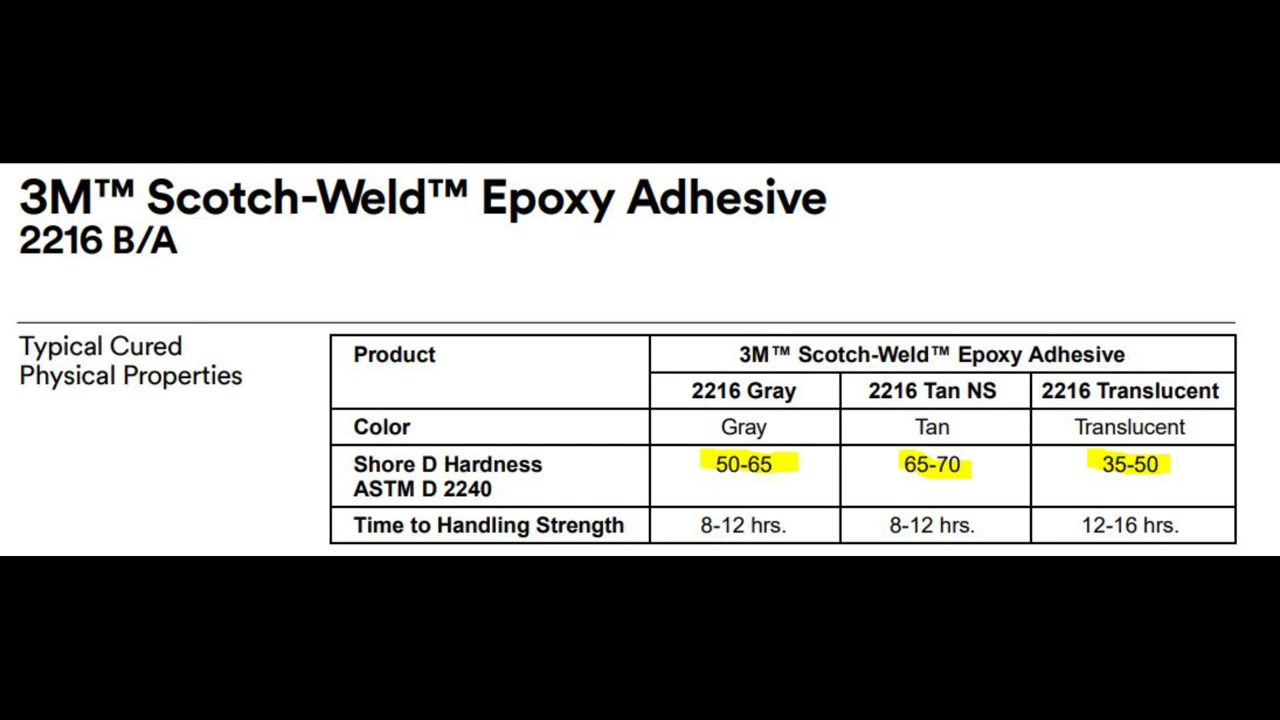 3M™ Scotch-Weld™ Epoxy Adhesive
2216 B/A
Typical Cured
Physical Properties
Product
3M™ Scotch-Weld™ Epoxy Adhesive
2216 Gray 2216 Tan NS 2216 Translucent
Color Gray Tan Translucent
Shore D Hardness 50-65 65-70 35-50
ASTM D 2240
Time to Handling Strength 8-12 hrs. 8-12 hrs. 12-16 hrs.